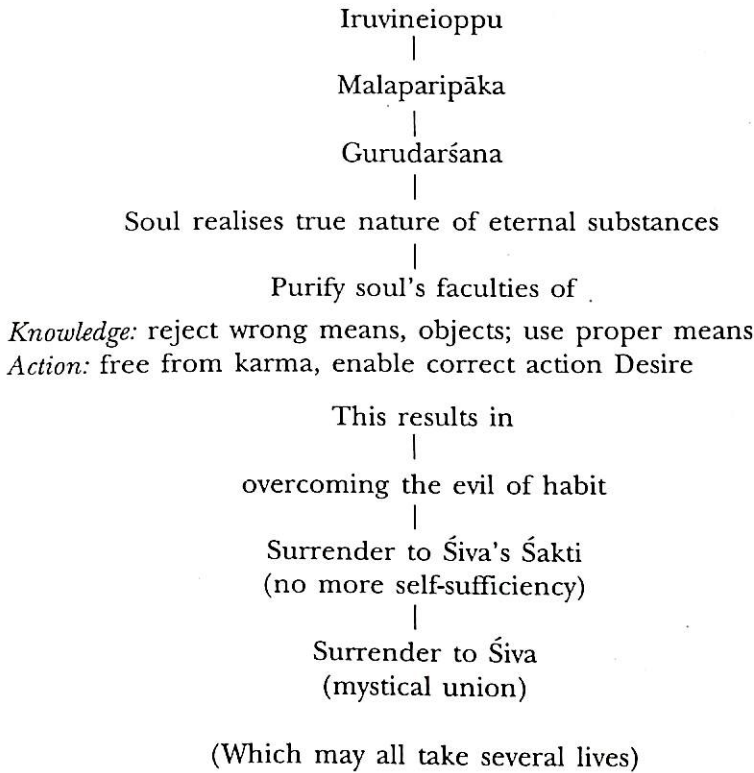 Iruvineioppu
Malaparipāka
Gurudarśana
Soul realises true nature of eternal substances
Purify soul's faculties of
Knowledge: reject wrong means, objects; use proper means
Action: free from karma, enable correct action Desire
This results in
overcoming the evil of habit
Surrender to Śiva's Śakti
(no more self-sufficiency)
Surrender to Śiva
(mystical union)
(Which may all take several lives)